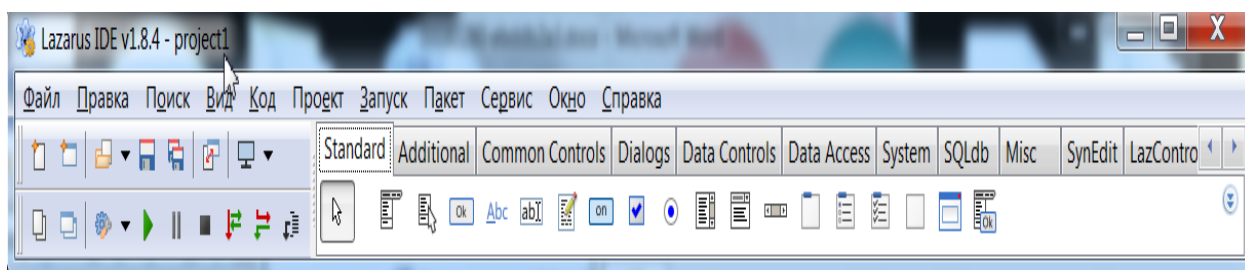 Lazarus IDE v1.8.4 - project1
Файл Правка Поиск Вид Код Проект Запуск Пакет Сервис Окно Справка
Standard Additional Common Controls Dialogs Data Controls Data Access System SQLdb Misc SynEdit LazContro
Ok Abc abI on
Ok